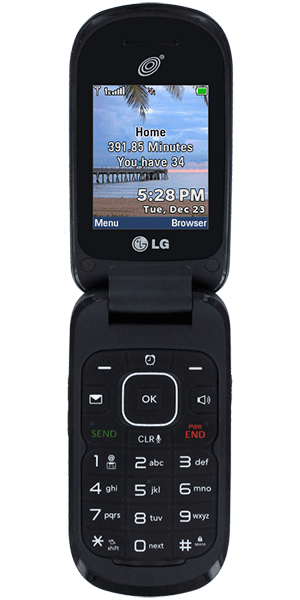 1x
Home
391.85 Minutes
You have 34
5:28 PM
Tue, Dec 23
Menu Browser
LG
OK
SEND
CLR
PWR
END
1 2 abc 3 def
4 ghi 5 jkl 6 mno
7 pqrs 8 tuv 9 wxyz
* shift 0 next # space